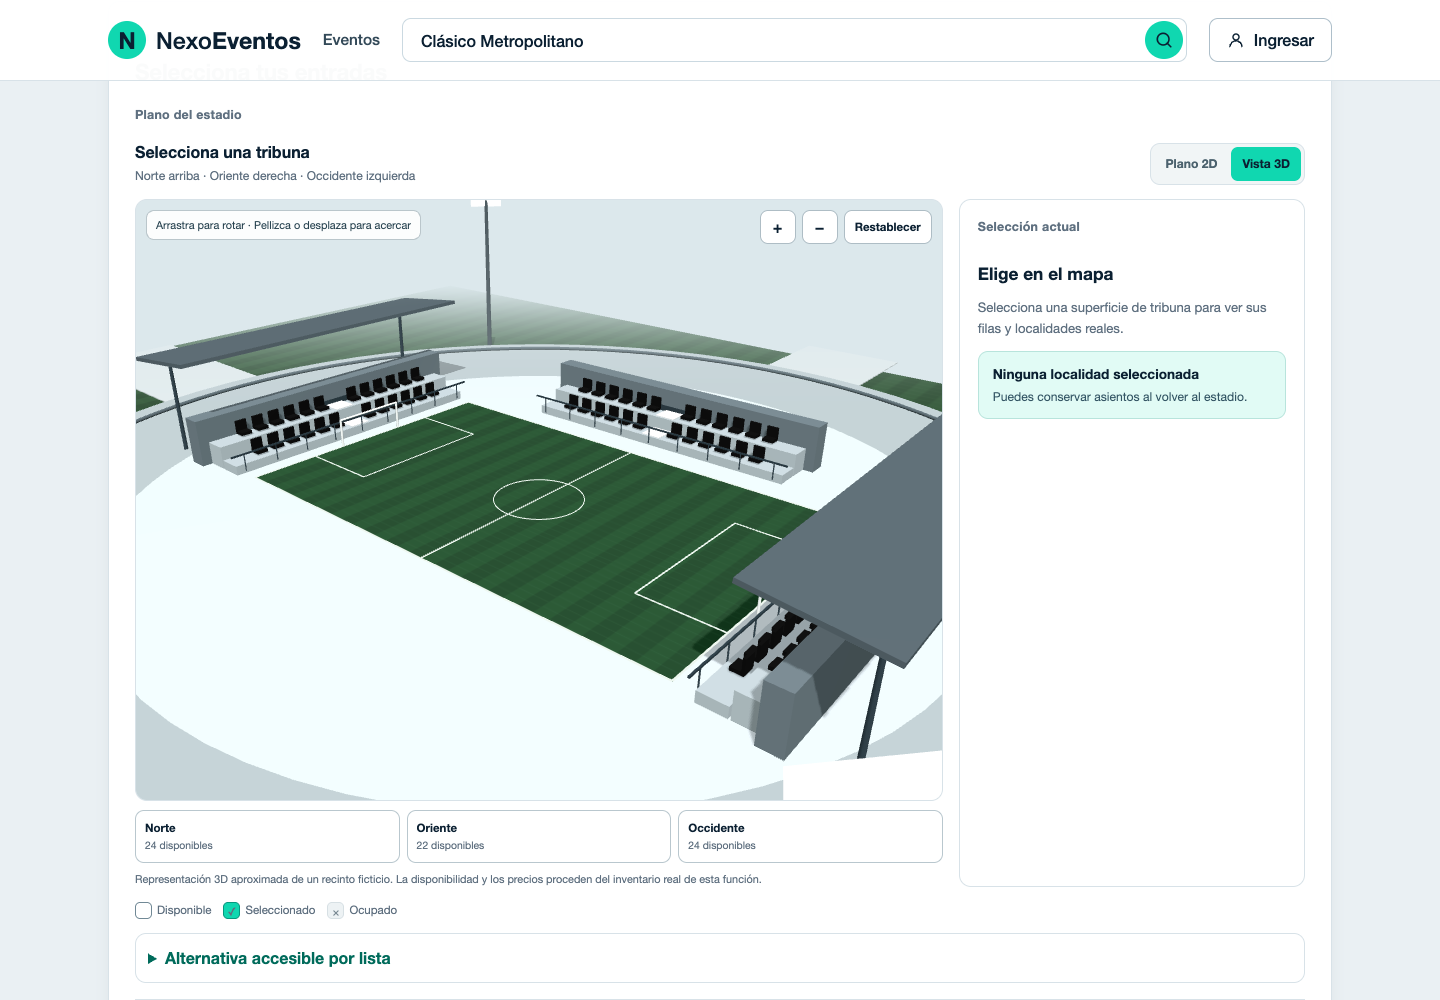 N NexoEventos
Eventos
Clásico Metropolitano
Ingresar
Selecciona tus entradas
Plano del estadio
Selecciona una tribuna
Norte arriba · Oriente derecha · Occidente izquierda
Plano 2D
Vista 3D
Arrastra para rotar · Pellizca o desplaza para acercar
+
−
Restablecer
Selección actual
Elige en el mapa
Selecciona una superficie de tribuna para ver sus
filas y localidades reales.
Ninguna localidad seleccionada
Puedes conservar asientos al volver al estadio.
Norte
24 disponibles
Oriente
22 disponibles
Occidente
24 disponibles
Representación 3D aproximada de un recinto ficticio. La disponibilidad y los precios proceden del inventario real de esta función.
Disponible
Seleccionado
Ocupado
Alternativa accesible por lista